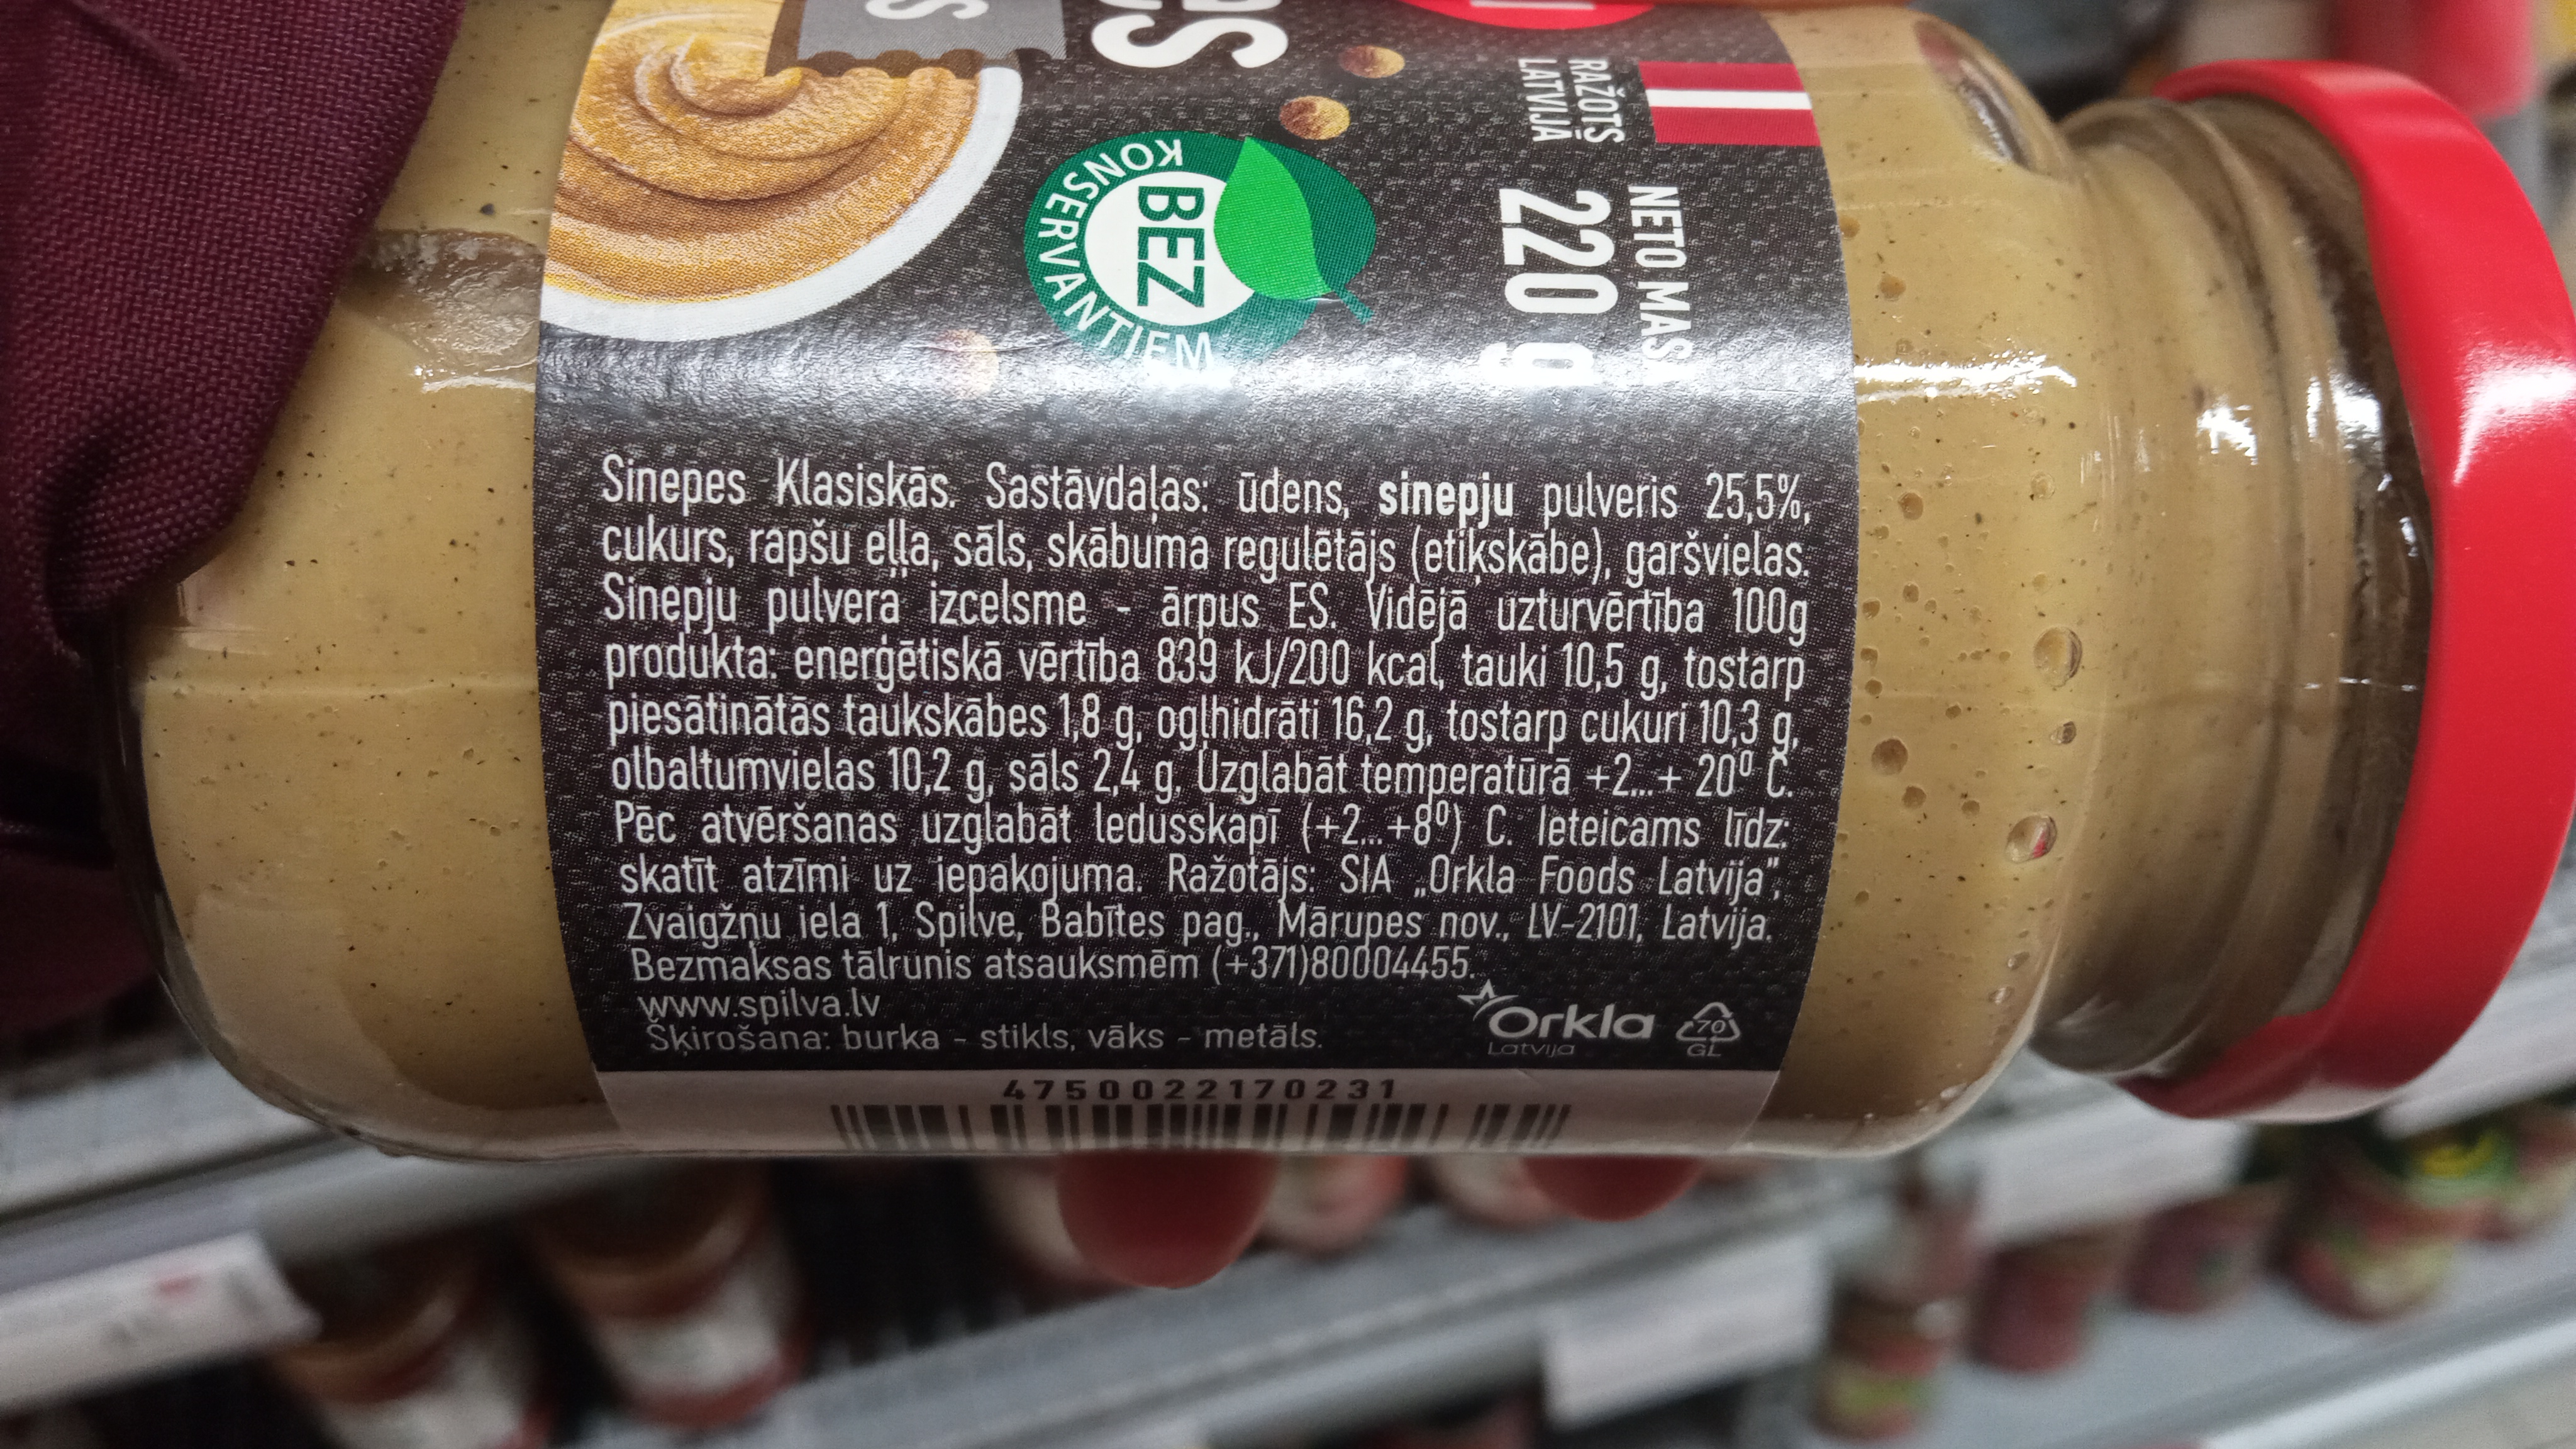 RAŽOTS
LATVIJĀ
NETO MASA
220 g
BEZ
KONSERVANTIEM
Sinepes Klasiskās. Sastāvdaļas: ūdens, sinepju pulveris 25,5%,
cukurs, rapšu eļļa, sāls, skābuma regulētājs (etiķskābe), garšvielas.
Sinepju pulvera izcelsme - ārpus ES. Vidējā uzturvērtība 100g
produkta: enerģētiskā vērtība 839 kJ/200 kcal, tauki 10,5 g, tostarp
piesātinātās taukskābes 1,8 g, ogļhidrāti 16,2 g, tostarp cukuri 10,3 g,
olbaltumvielas 10,2 g, sāls 2,4 g. Uzglabāt temperatūrā +2...+ 20⁰ C.
Pēc atvēršanas uzglabāt ledusskapī (+2...+8⁰) C. Ieteicams līdz:
skatīt atzīmi uz iepakojuma. Ražotājs: SIA „Orkla Foods Latvija",
Zvaigžņu iela 1, Spilve, Babītes pag., Mārupes nov., LV-2101, Latvija.
Bezmaksas tālrunis atsauksmēm (+371)80004455.
www.spilva.lv
Šķirošana: burka - stikls, vāks - metāls.
Orkla
Latvija
70
GL
4750022170231